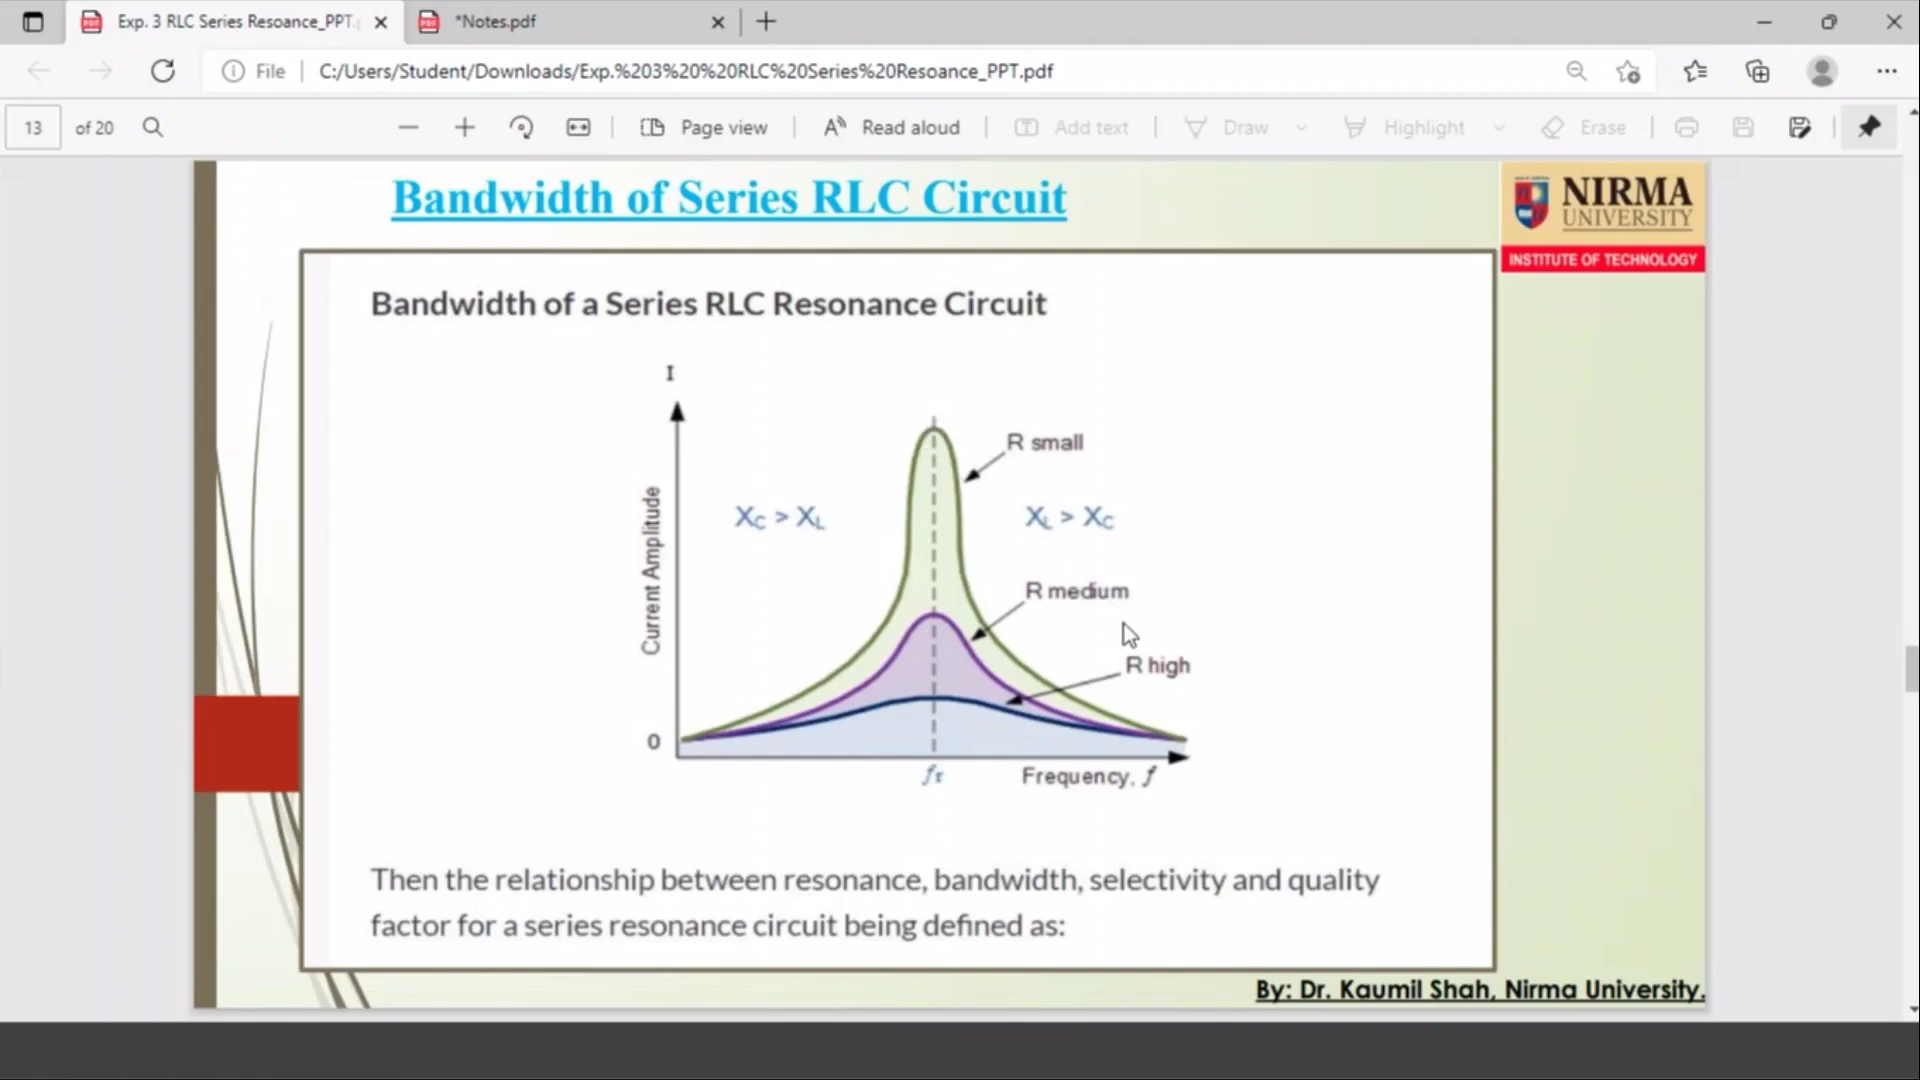 Exp. 3 RLC Series Resoance_PPT.
*Notes.pdf
File
C:/Users/Student/Downloads/Exp.%203%20%20RLC%20Series%20Resoance_PPT.pdf
13 of 20
Page view
Read aloud
Add text
Draw
Highlight
Erase
Bandwidth of Series RLC Circuit
NIRMA
UNIVERSITY
INSTITUTE OF TECHNOLOGY
Bandwidth of a Series RLC Resonance Circuit
I
R small
Current Amplitude
XC > XL
XL > XC
R medium
R high
0
fr
Frequency, f
Then the relationship between resonance, bandwidth, selectivity and quality
factor for a series resonance circuit being defined as:
By: Dr. Kaumil Shah, Nirma University.